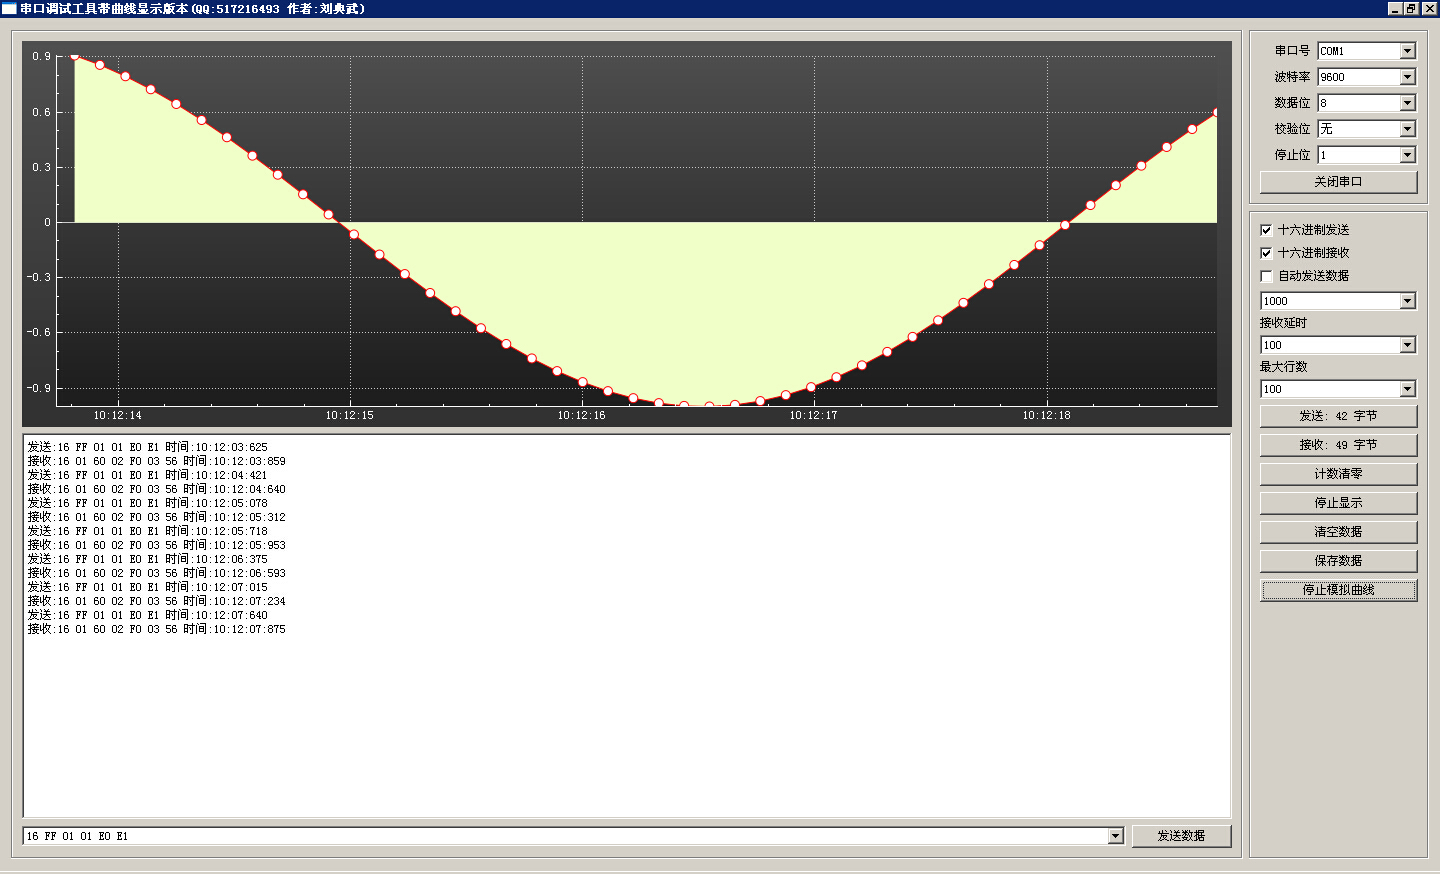 串口调试工具带曲线显示版本(QQ:517216493 作者:刘典武)
0.9
0.6
0.3
0
-0.3
-0.6
-0.9
10:12:14 10:12:15 10:12:16 10:12:17 10:12:18
发送:16 FF 01 01 E0 E1 时间:10:12:03:625
接收:16 01 60 02 F0 03 56 时间:10:12:03:859
发送:16 FF 01 01 E0 E1 时间:10:12:04:421
接收:16 01 60 02 F0 03 56 时间:10:12:04:640
发送:16 FF 01 01 E0 E1 时间:10:12:05:078
接收:16 01 60 02 F0 03 56 时间:10:12:05:312
发送:16 FF 01 01 E0 E1 时间:10:12:05:718
接收:16 01 60 02 F0 03 56 时间:10:12:05:953
发送:16 FF 01 01 E0 E1 时间:10:12:06:375
接收:16 01 60 02 F0 03 56 时间:10:12:06:593
发送:16 FF 01 01 E0 E1 时间:10:12:07:015
接收:16 01 60 02 F0 03 56 时间:10:12:07:234
发送:16 FF 01 01 E0 E1 时间:10:12:07:640
接收:16 01 60 02 F0 03 56 时间:10:12:07:875
16 FF 01 01 E0 E1
发送数据
串口号 COM1
波特率 9600
数据位 8
校验位 无
停止位 1
关闭串口
十六进制发送
十六进制接收
自动发送数据
1000
接收延时
100
最大行数
100
发送: 42 字节
接收: 49 字节
计数清零
停止显示
清空数据
保存数据
停止模拟曲线